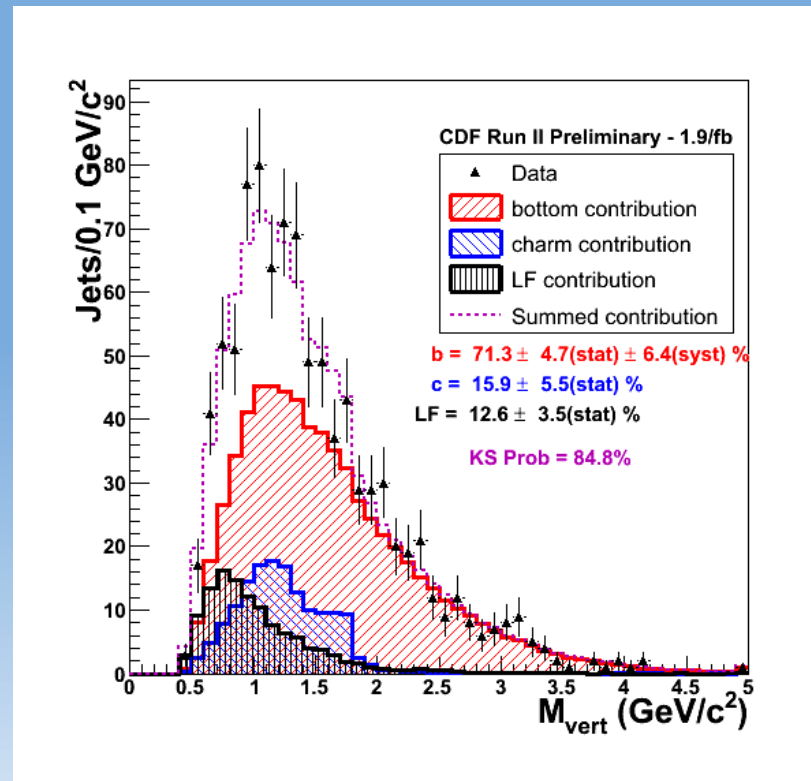 CDF Run II Preliminary - 1.9/fb
Data
bottom contribution
charm contribution
LF contribution
Summed contribution
b = 71.3 ± 4.7(stat) ± 6.4(syst) %
c = 15.9 ± 5.5(stat) %
LF = 12.6 ± 3.5(stat) %
KS Prob = 84.8%
Jets/0.1 GeV/c²
90
80
70
60
50
40
30
20
10
0
0 0.5 1 1.5 2 2.5 3 3.5 4 4.5 5
M_vert (GeV/c²)